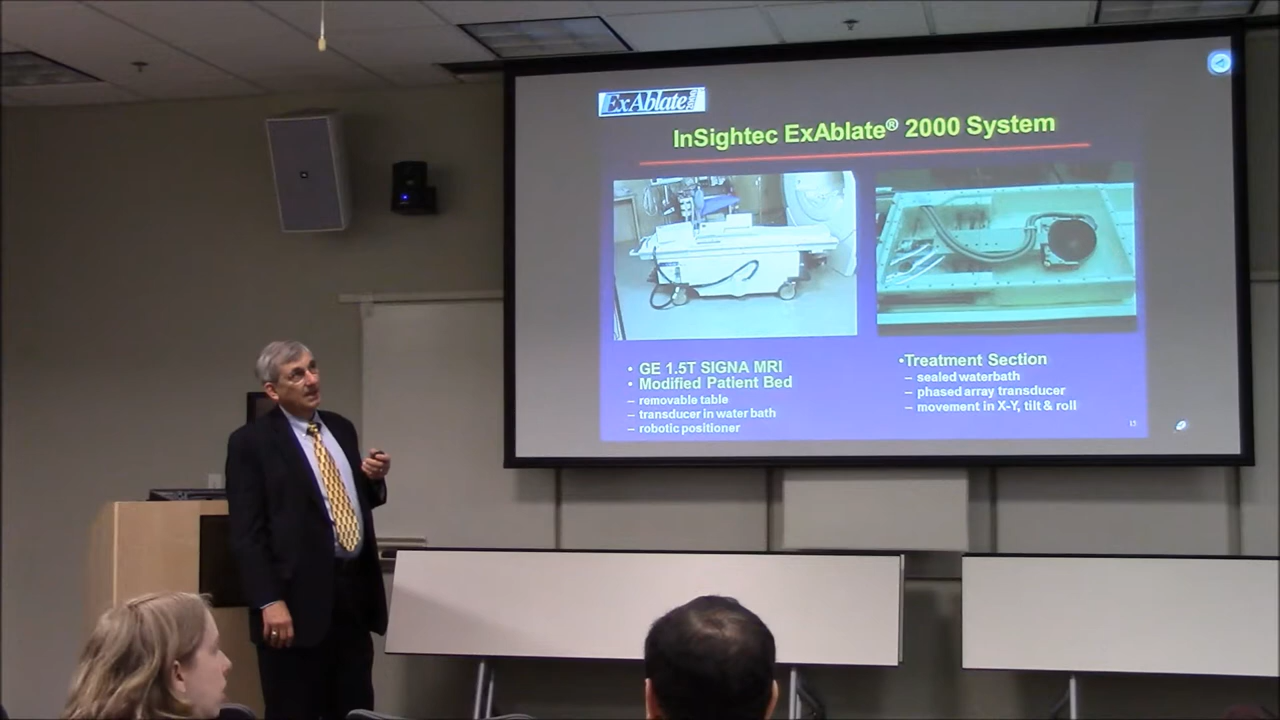 ExAblate 2000
InSightec ExAblate® 2000 System
• GE 1.5T SIGNA MRI
• Modified Patient Bed
– removable table
– transducer in water bath
– robotic positioner
•Treatment Section
– sealed waterbath
– phased array transducer
– movement in X-Y, tilt & roll